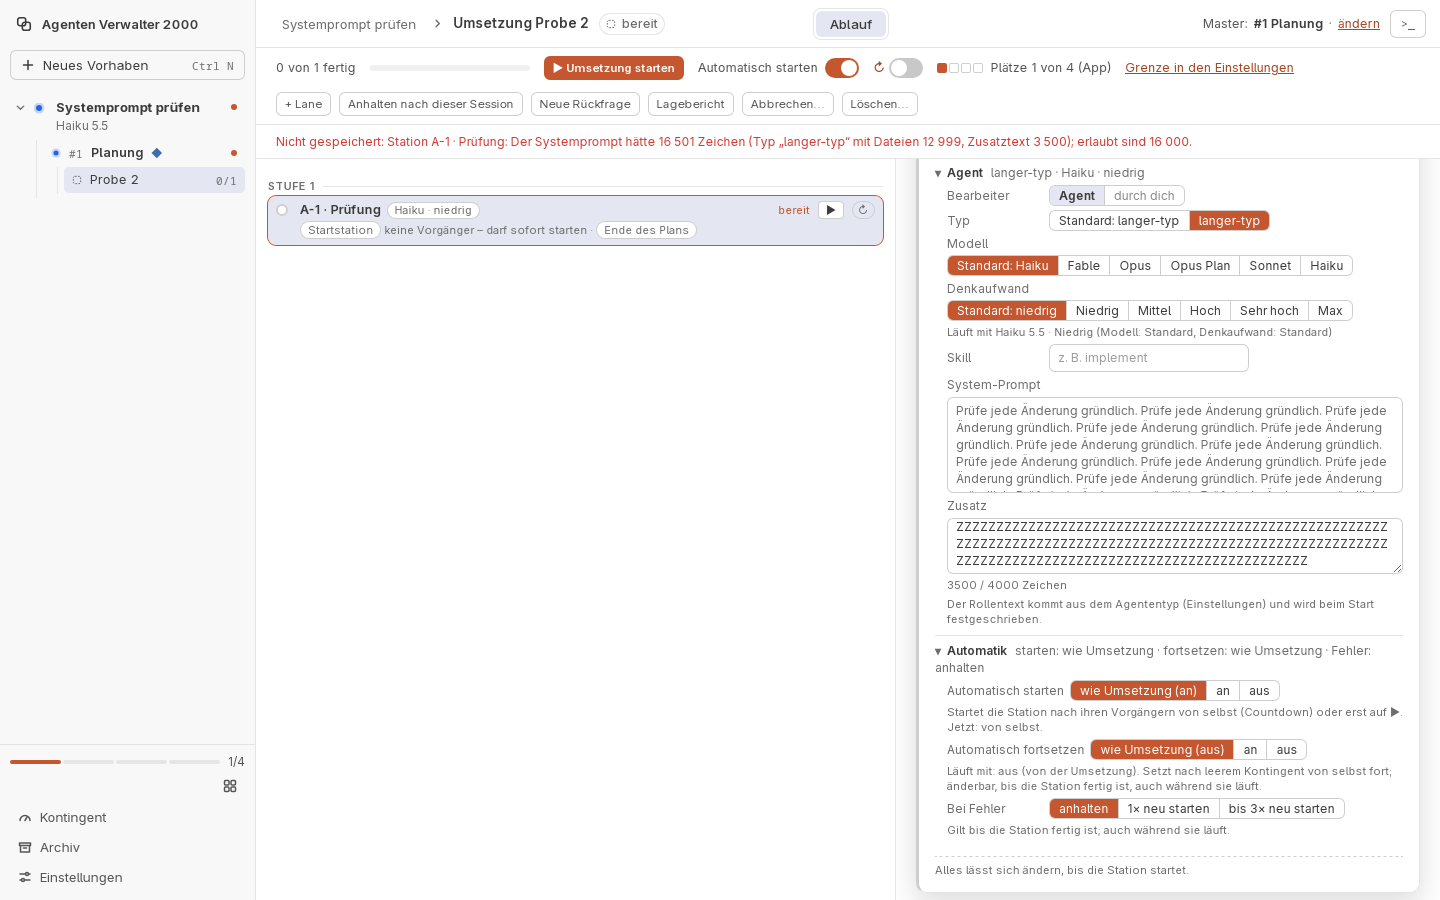 Agenten Verwalter 2000
Neues Vorhaben Ctrl N
Systemprompt prüfen
Haiku 5.5
#1 Planung
Probe 2 0/1
1/4
Kontingent
Archiv
Einstellungen
Systemprompt prüfen > Umsetzung Probe 2 bereit
Ablauf
Master: #1 Planung · ändern >_
0 von 1 fertig ▶ Umsetzung starten Automatisch starten ↻ Plätze 1 von 4 (App) Grenze in den Einstellungen
+ Lane Anhalten nach dieser Session Neue Rückfrage Lagebericht Abbrechen... Löschen...
Nicht gespeichert: Station A-1 · Prüfung: Der Systemprompt hätte 16 501 Zeichen (Typ „langer-typ“ mit Dateien 12 999, Zusatztext 3 500); erlaubt sind 16 000.
STUFE 1
A-1 · Prüfung Haiku · niedrig bereit ▶ ↻
Startstation keine Vorgänger – darf sofort starten · Ende des Plans
▼ Agent langer-typ · Haiku · niedrig
Bearbeiter Agent durch dich
Typ Standard: langer-typ langer-typ
Modell
Standard: Haiku Fable Opus Opus Plan Sonnet Haiku
Denkaufwand
Standard: niedrig Niedrig Mittel Hoch Sehr hoch Max
Läuft mit Haiku 5.5 · Niedrig (Modell: Standard, Denkaufwand: Standard)
Skill z. B. implement
System-Prompt
Prüfe jede Änderung gründlich. Prüfe jede Änderung gründlich. Prüfe jede
Änderung gründlich. Prüfe jede Änderung gründlich. Prüfe jede Änderung
gründlich. Prüfe jede Änderung gründlich. Prüfe jede Änderung gründlich.
Prüfe jede Änderung gründlich. Prüfe jede Änderung gründlich. Prüfe jede
Änderung gründlich. Prüfe jede Änderung gründlich. Prüfe jede Änderung
Zusatz
ZZZZZZZZZZZZZZZZZZZZZZZZZZZZZZZZZZZZZZZZZZZZZZZZZZZZZZ
ZZZZZZZZZZZZZZZZZZZZZZZZZZZZZZZZZZZZZZZZZZZZZZZZZZZZZZ
ZZZZZZZZZZZZZZZZZZZZZZZZZZZZZZZZZZZZZZZZZZZZ
3500 / 4000 Zeichen
Der Rollentext kommt aus dem Agententyp (Einstellungen) und wird beim Start
festgeschrieben.
▼ Automatik starten: wie Umsetzung · fortsetzen: wie Umsetzung · Fehler:
anhalten
Automatisch starten wie Umsetzung (an) an aus
Startet die Station nach ihren Vorgängern von selbst (Countdown) oder erst auf ▶.
Jetzt: von selbst.
Automatisch fortsetzen wie Umsetzung (aus) an aus
Läuft mit: aus (von der Umsetzung). Setzt nach leerem Kontingent von selbst fort;
änderbar, bis die Station fertig ist, auch während sie läuft.
Bei Fehler anhalten 1× neu starten bis 3× neu starten
Gilt bis die Station fertig ist; auch während sie läuft.
Alles lässt sich ändern, bis die Station startet.